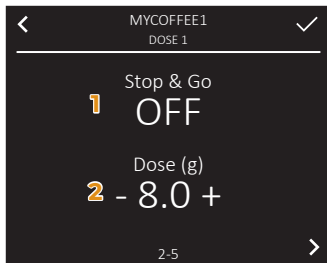 MYCOFFEE1
DOSE 1
Stop & Go
1 OFF
Dose (g)
2 - 8.0 +
2-5